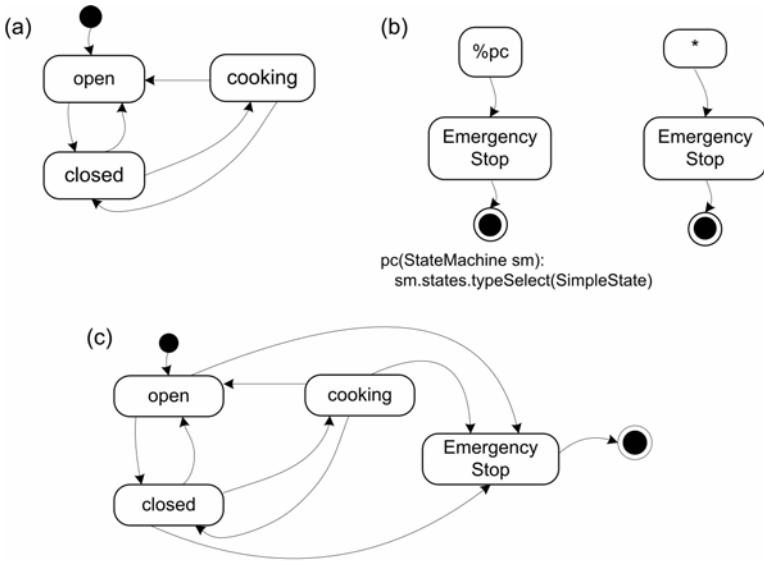 (a)
open
cooking
closed
(b)
%pc
*
Emergency
Stop
Emergency
Stop
pc(StateMachine sm):
sm.states.typeSelect(SimpleState)
(c)
open
cooking
Emergency
Stop
closed